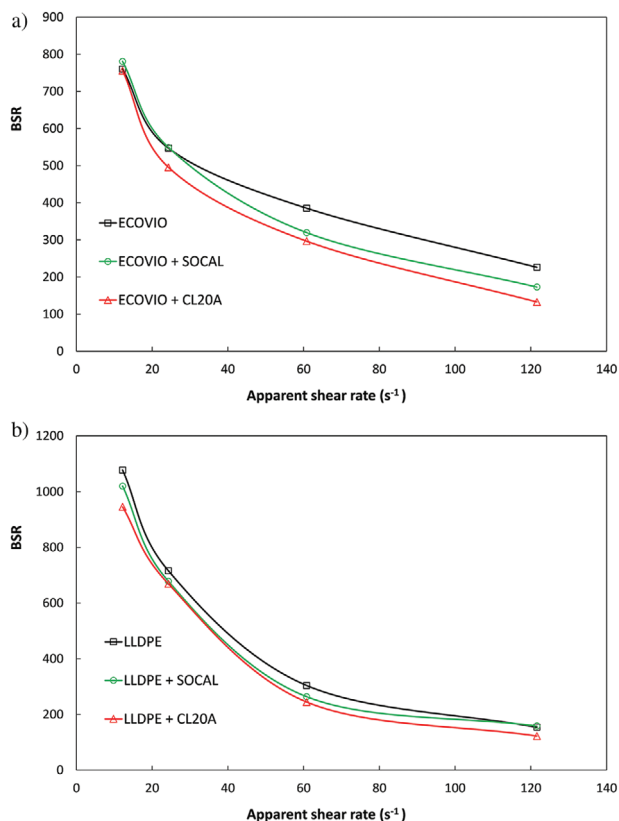 a)
900
800
700
600
500
400
300
200
100
0
BSR
ECOVIO
ECOVIO + SOCAL
ECOVIO + CL20A
0 20 40 60 80 100 120 140
Apparent shear rate (s-1)
b)
1200
1000
800
600
400
200
0
BSR
LLDPE
LLDPE + SOCAL
LLDPE + CL20A
0 20 40 60 80 100 120 140
Apparent shear rate (s-1)